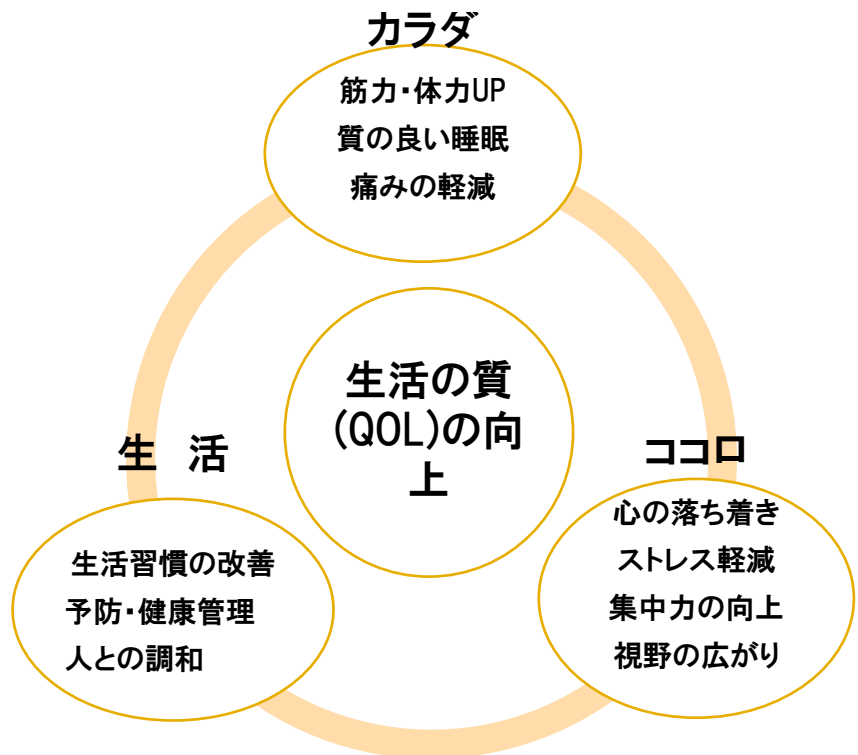 カラダ
筋力・体力UP
質の良い睡眠
痛みの軽減
生活の質
(QOL)の向
上
生　活
生活習慣の改善
予防・健康管理
人との調和
ココロ
心の落ち着き
ストレス軽減
集中力の向上
視野の広がり